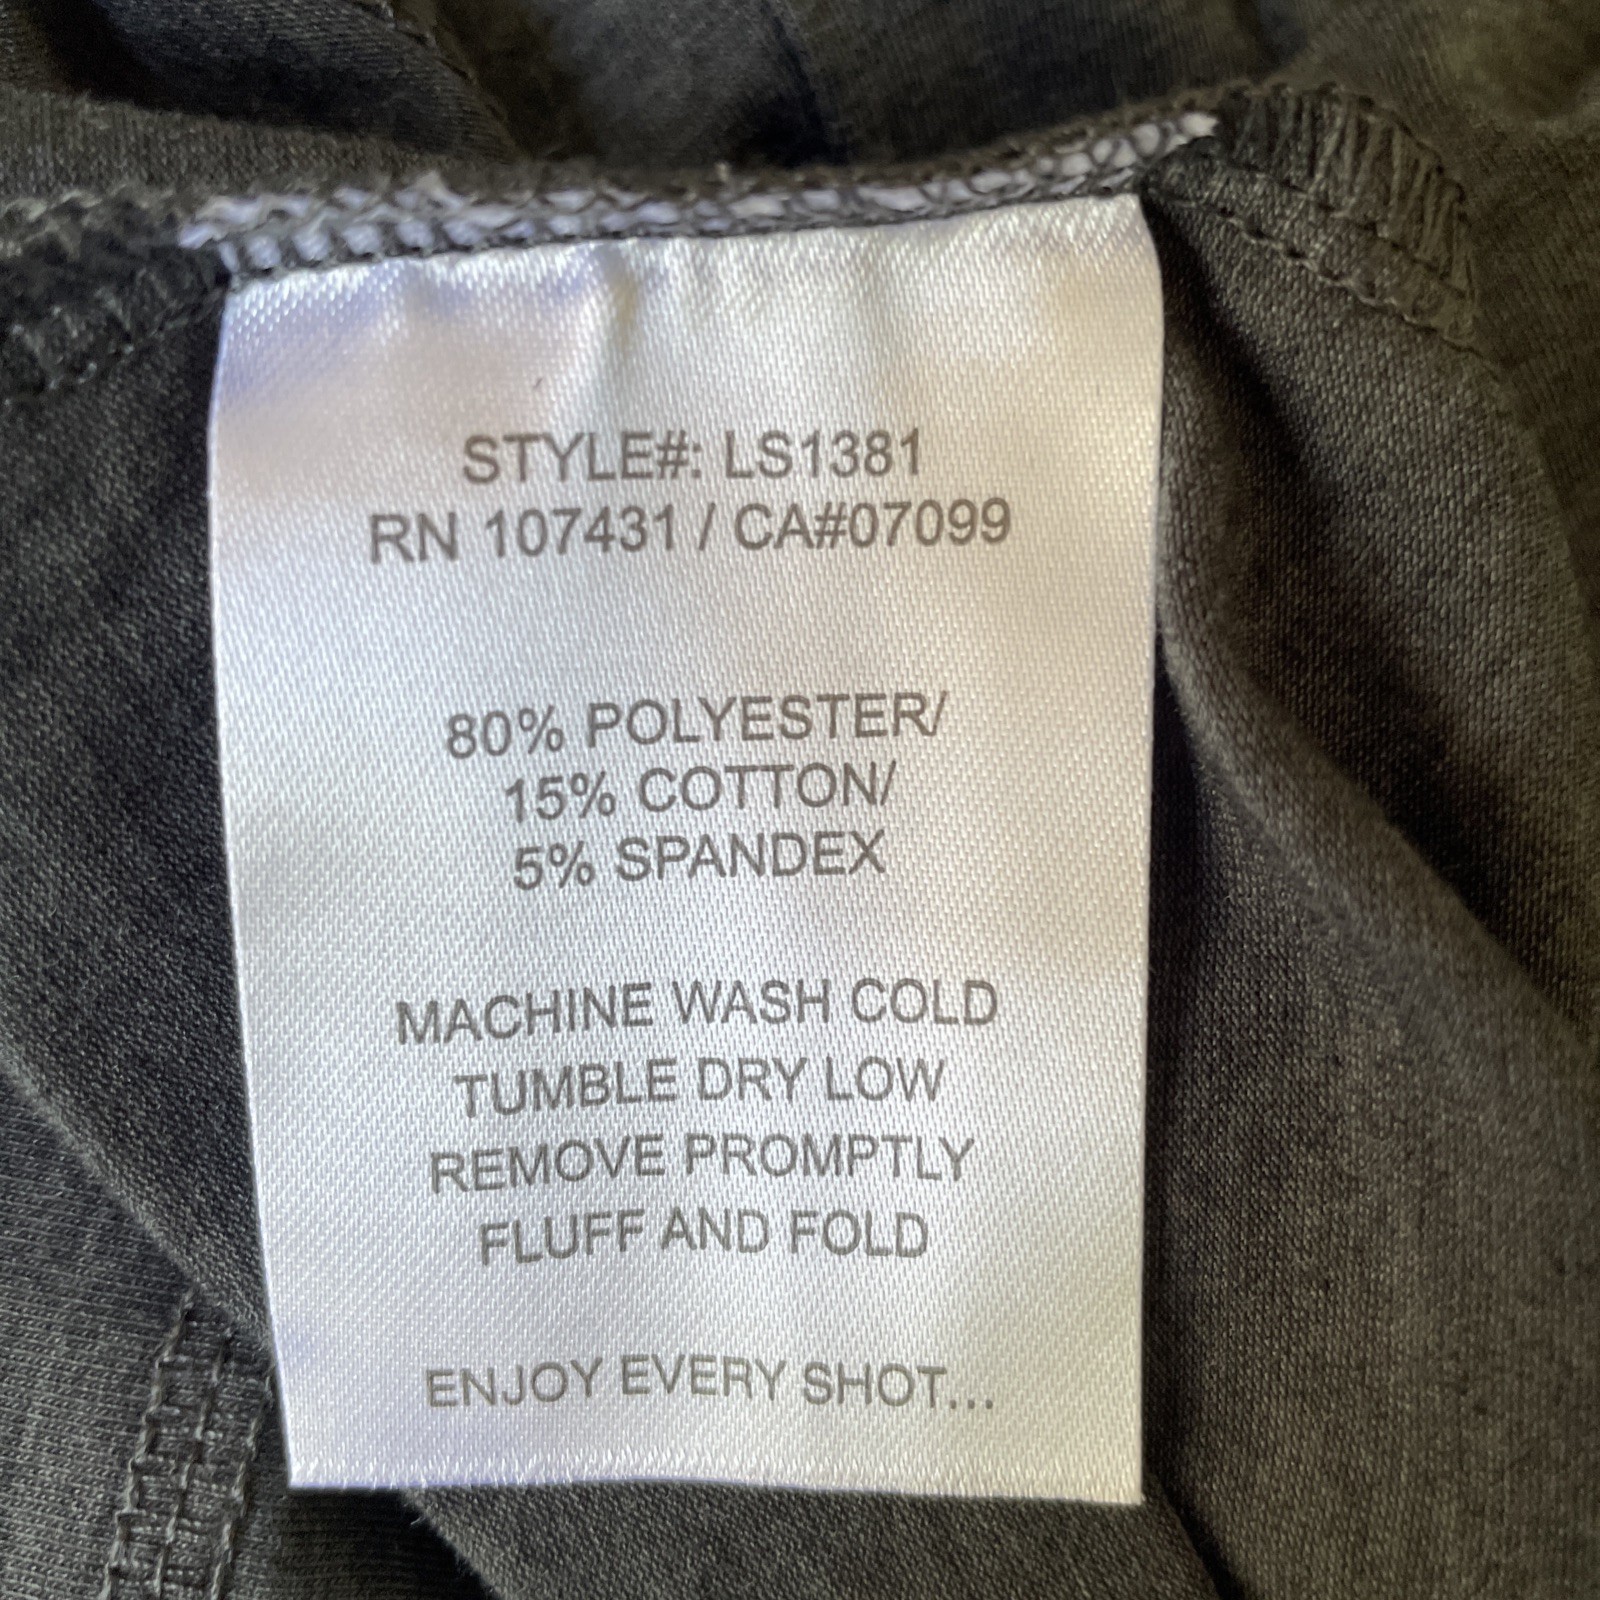 STYLE#: LS1381
RN 107431 / CA#07099
80% POLYESTER/
15% COTTON/
5% SPANDEX
MACHINE WASH COLD
TUMBLE DRY LOW
REMOVE PROMPTLY
FLUFF AND FOLD
ENJOY EVERY SHOT...